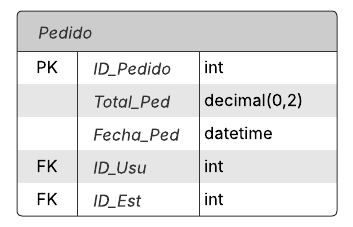 Pedido
PK ID_Pedido int
Total_Ped decimal(0,2)
Fecha_Ped datetime
FK ID_Usu int
FK ID_Est int